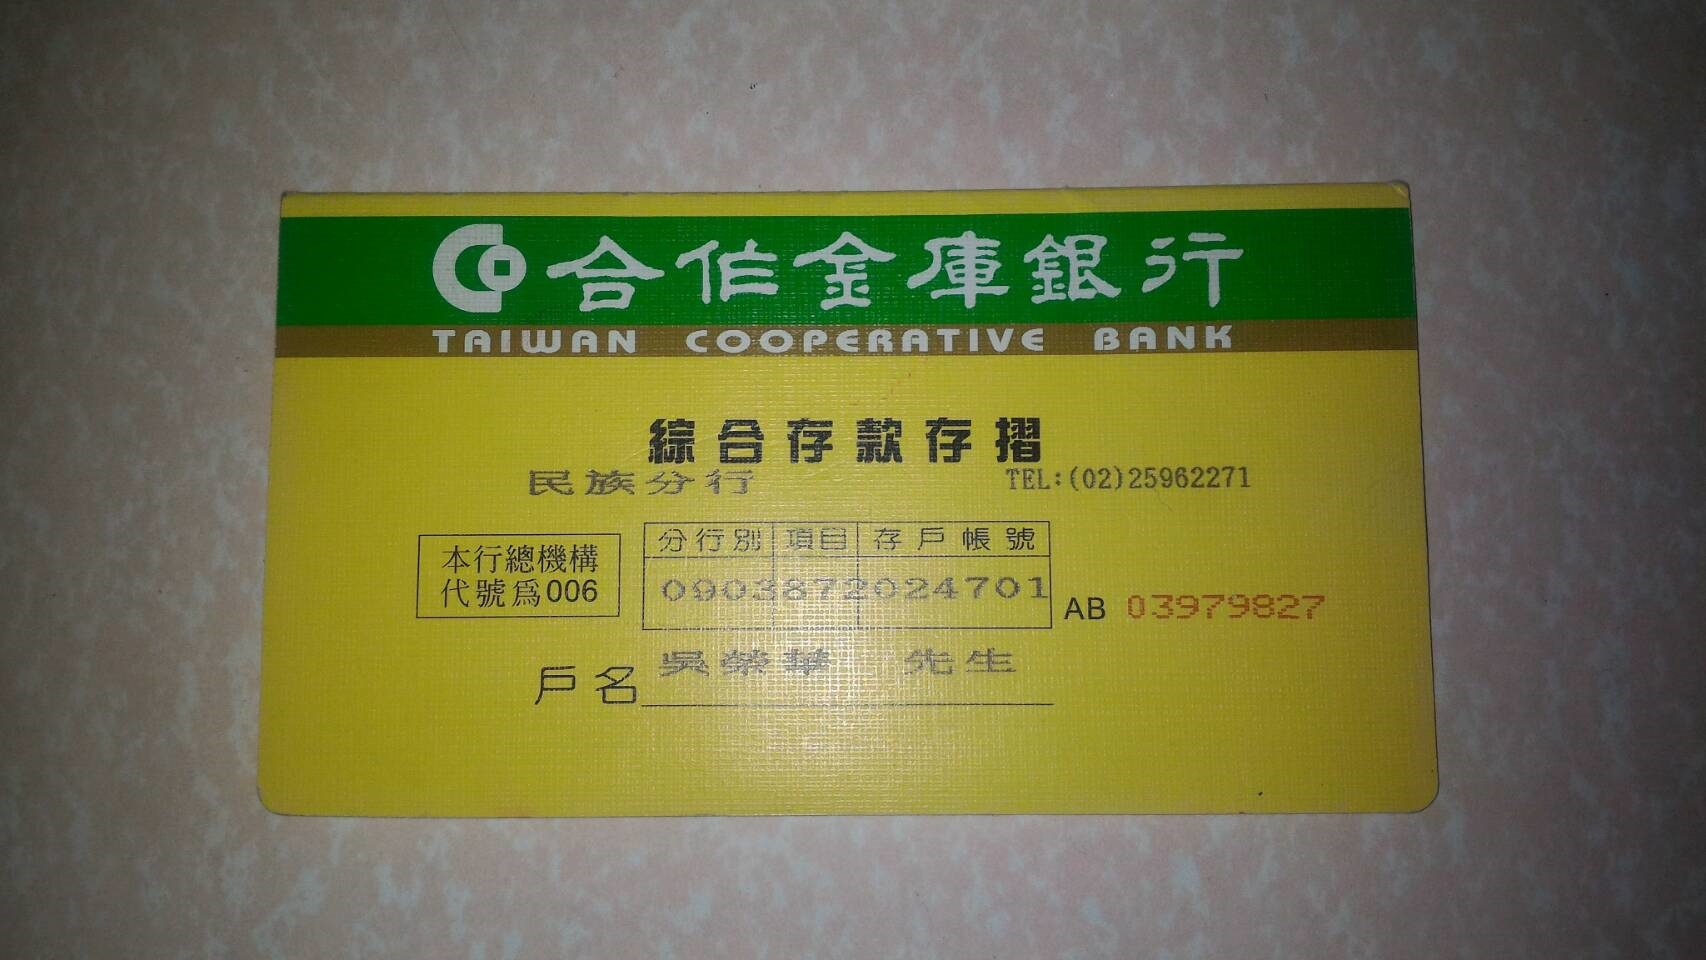 合作金庫銀行
TAIWAN COOPERATIVE BANK
綜合存款存摺
民族分行 TEL:(02)25962271
分行別 項目 存戶帳號
本行總機構
代號爲006
0903872024701
AB 03979827
戶名 吳榮華 先生